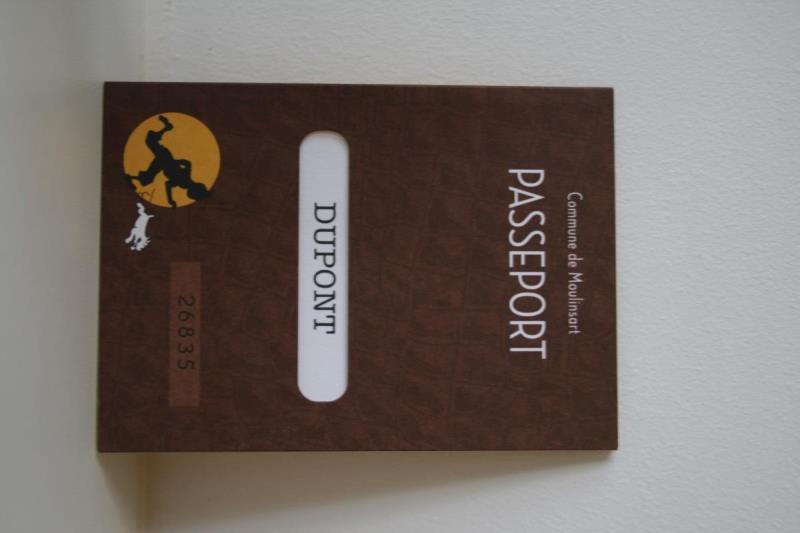 Commune de Moulinsart
PASSEPORT
DUPONT
26835